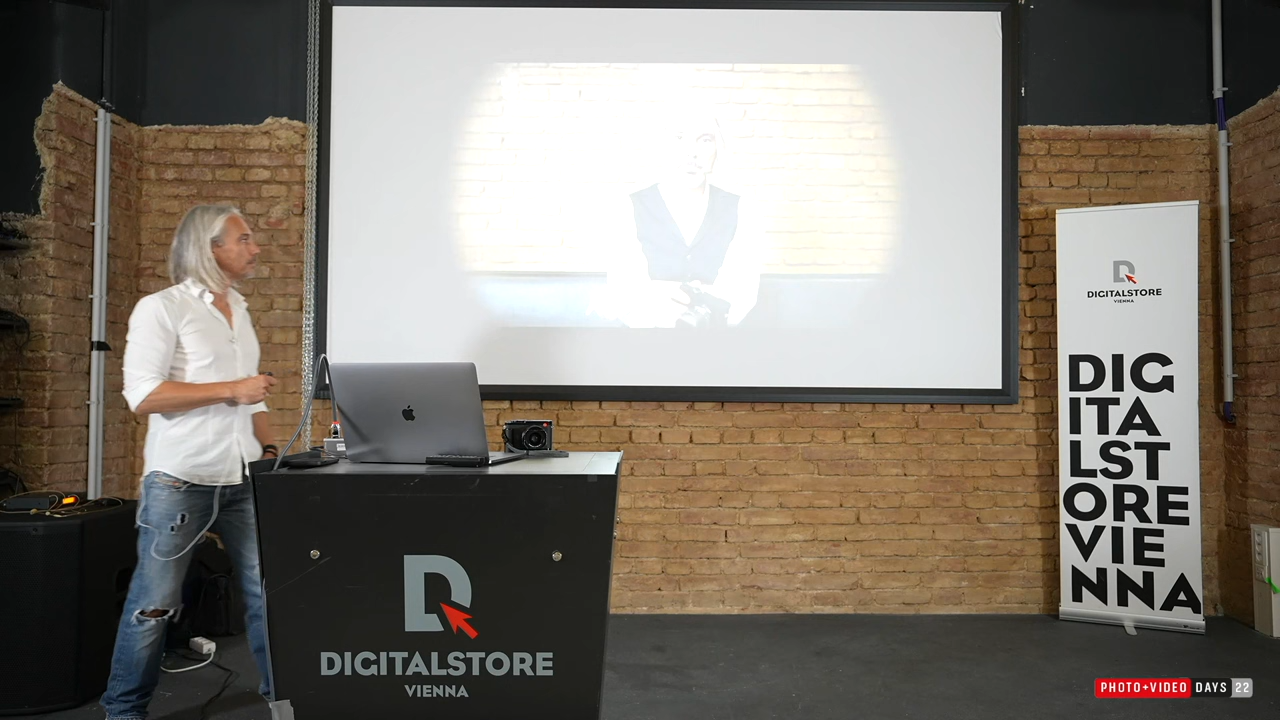 DIGITALSTORE
VIENNA
DIG
ITA
LST
ORE
VIE
NNA
DIGITALSTORE
VIENNA
PHOTO+VIDEO DAYS 22